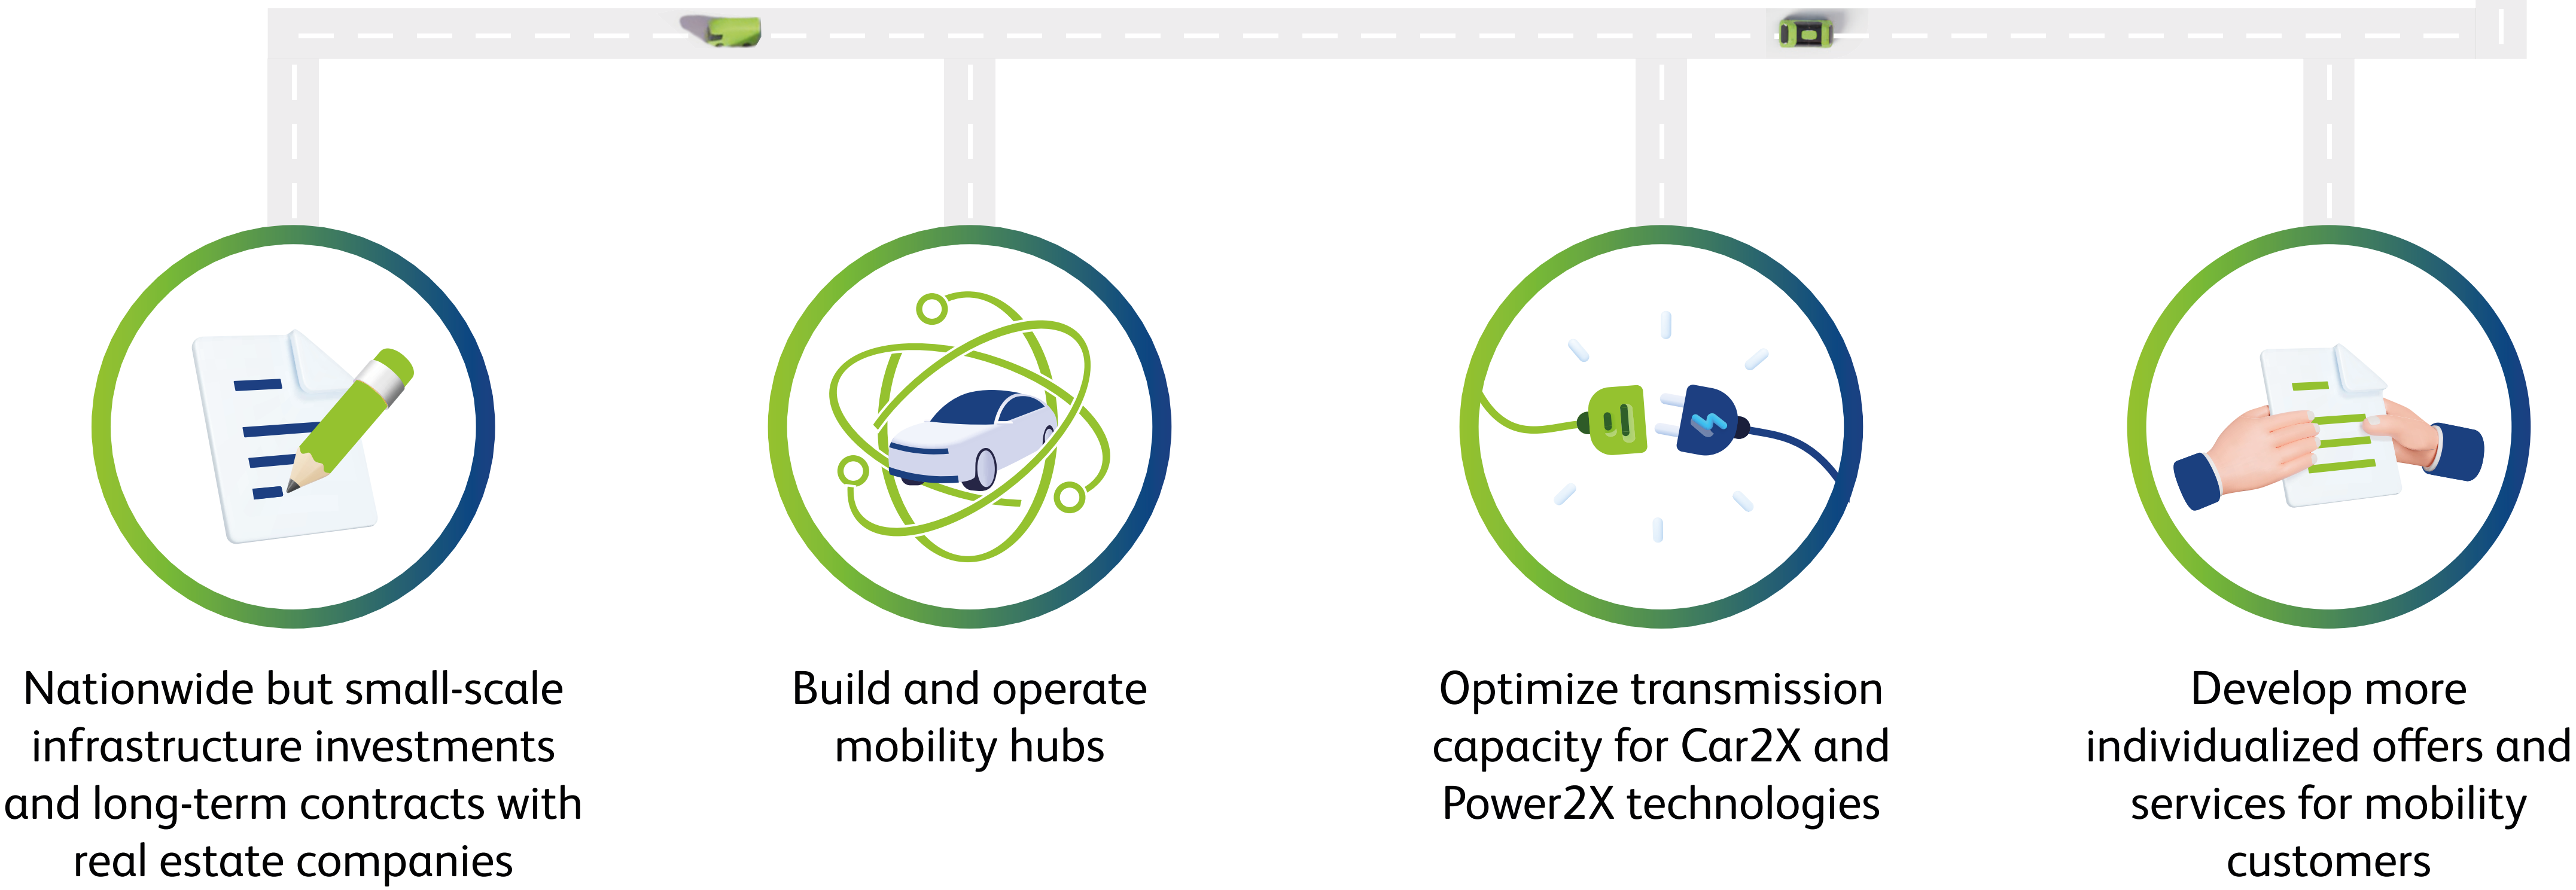 Nationwide but small-scale
infrastructure investments
and long-term contracts with
real estate companies
Build and operate
mobility hubs
Optimize transmission
capacity for Car2X and
Power2X technologies
Develop more
individualized offers and
services for mobility
customers